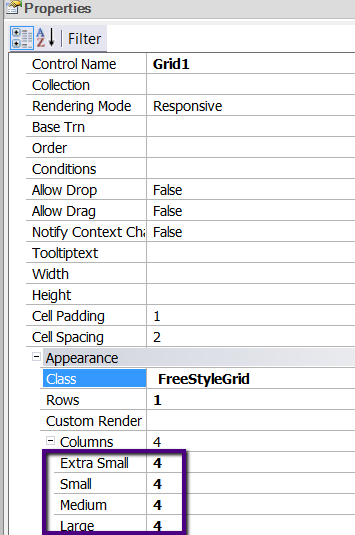 Properties
A Z Filter
Control Name Grid1
Collection
Rendering Mode Responsive
Base Trn
Order
Conditions
Allow Drop False
Allow Drag False
Notify Context Cha False
Tooltiptext
Width
Height
Cell Padding 1
Cell Spacing 2
Appearance
Class FreeStyleGrid
Rows 1
Custom Render
Columns 4
Extra Small 4
Small 4
Medium 4
Large 4